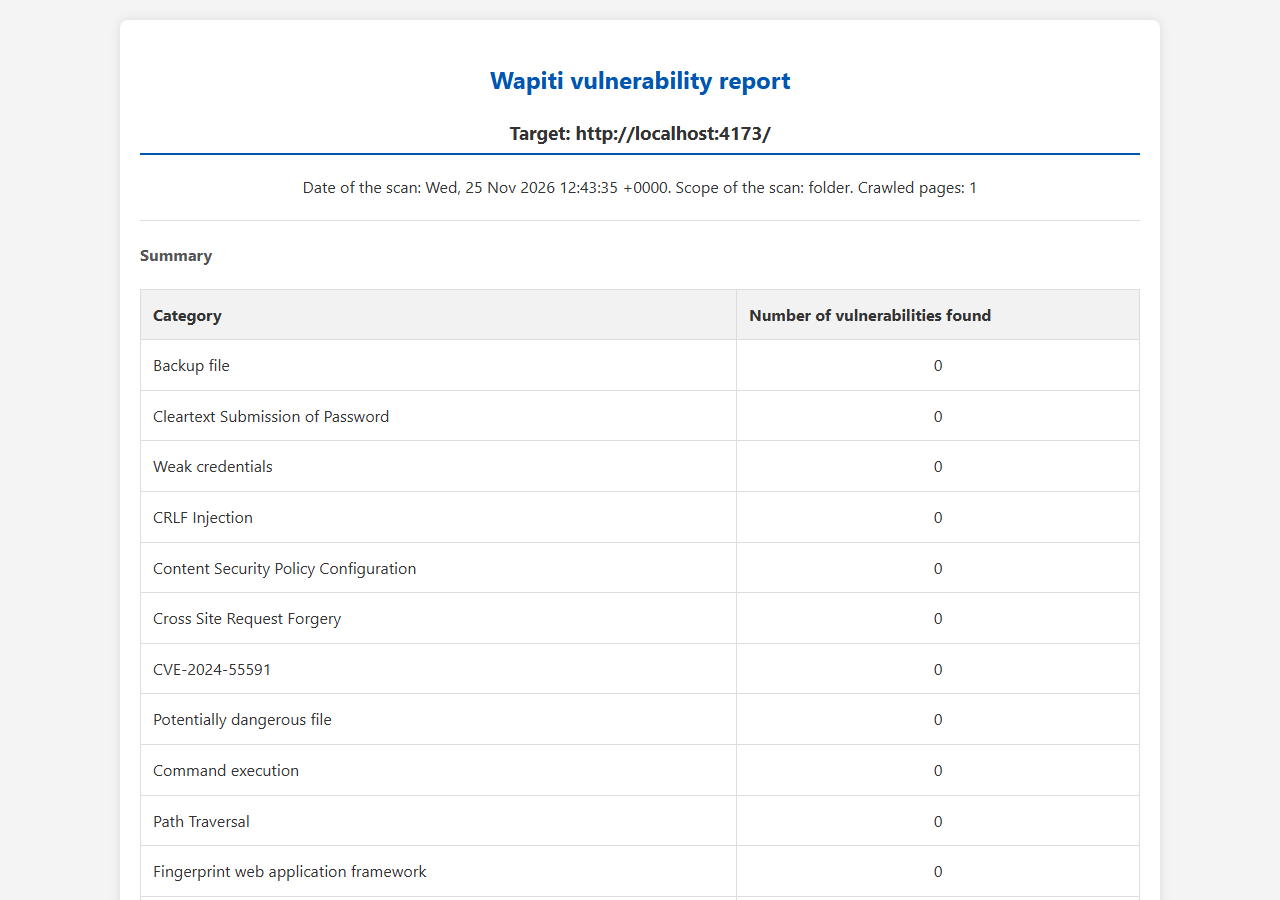 Wapiti vulnerability report
Target: http://localhost:4173/
Date of the scan: Wed, 25 Nov 2026 12:43:35 +0000. Scope of the scan: folder. Crawled pages: 1
Summary
Category Number of vulnerabilities found
Backup file 0
Cleartext Submission of Password 0
Weak credentials 0
CRLF Injection 0
Content Security Policy Configuration 0
Cross Site Request Forgery 0
CVE-2024-55591 0
Potentially dangerous file 0
Command execution 0
Path Traversal 0
Fingerprint web application framework 0